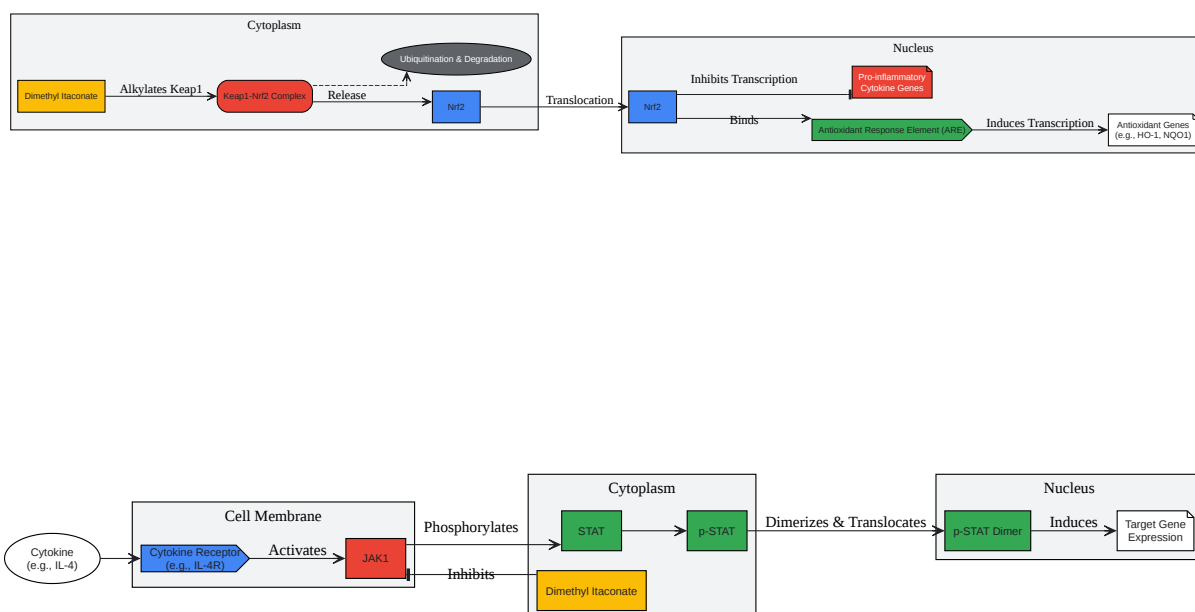 Cytoplasm
Dimethyl Itaconate
Alkylates Keap1
Keap1-Nrf2 Complex
Ubiquitination & Degradation
Release
Nrf2
Translocation
Nucleus
Nrf2
Inhibits Transcription
Pro-inflammatory
Cytokine Genes
Binds
Antioxidant Response Element (ARE)
Induces Transcription
Antioxidant Genes
(e.g., HO-1, NQO1)
Cytokine
(e.g., IL-4)
Cell Membrane
Cytokine Receptor
(e.g., IL-4R)
Activates
JAK1
Phosphorylates
Inhibits
Cytoplasm
STAT
p-STAT
Dimethyl Itaconate
Dimerizes & Translocates
Nucleus
p-STAT Dimer
Induces
Target Gene
Expression